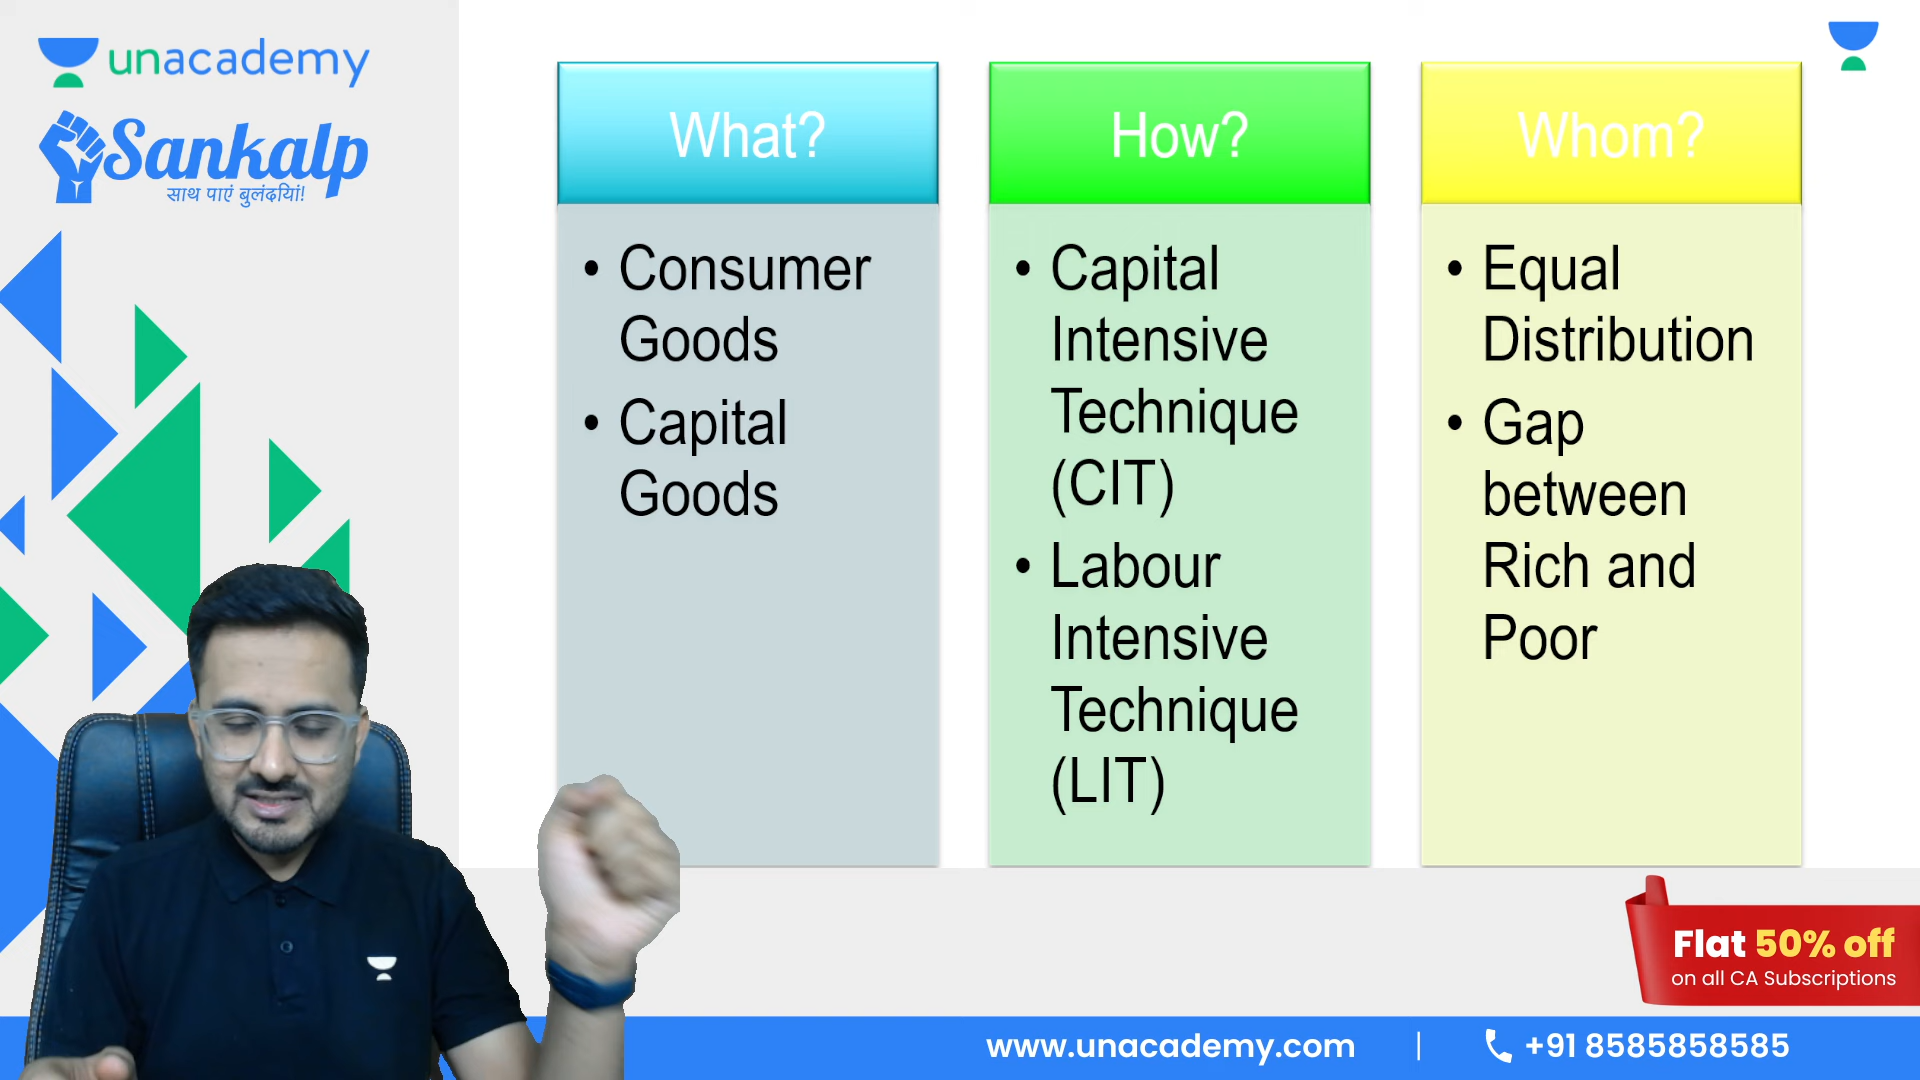 unacademy
Sankalp
साथ पाएं बुलंदियां!
What?
• Consumer
Goods
• Capital
Goods
How?
• Capital
Intensive
Technique
(CIT)
• Labour
Intensive
Technique
(LIT)
Whom?
• Equal
Distribution
• Gap
between
Rich and
Poor
Flat 50% off
on all CA Subscriptions
www.unacademy.com | +91 8585858585